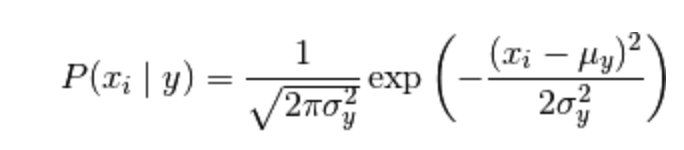 P(x_i | y) = \frac{1}{\sqrt{2\pi\sigma_y^2}} \exp\left(-\frac{(x_i - \mu_y)^2}{2\sigma_y^2}\right)